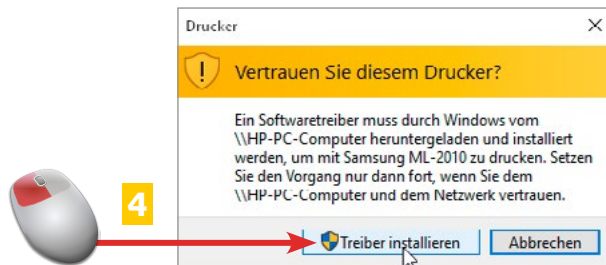 Drucker
Vertrauen Sie diesem Drucker?
Ein Softwaretreiber muss durch Windows vom
\\HP-PC-Computer heruntergeladen und installiert
werden, um mit Samsung ML-2010 zu drucken. Setzen
Sie den Vorgang nur dann fort, wenn Sie dem
\\HP-PC-Computer und dem Netzwerk vertrauen.
4
Treiber installieren Abbrechen